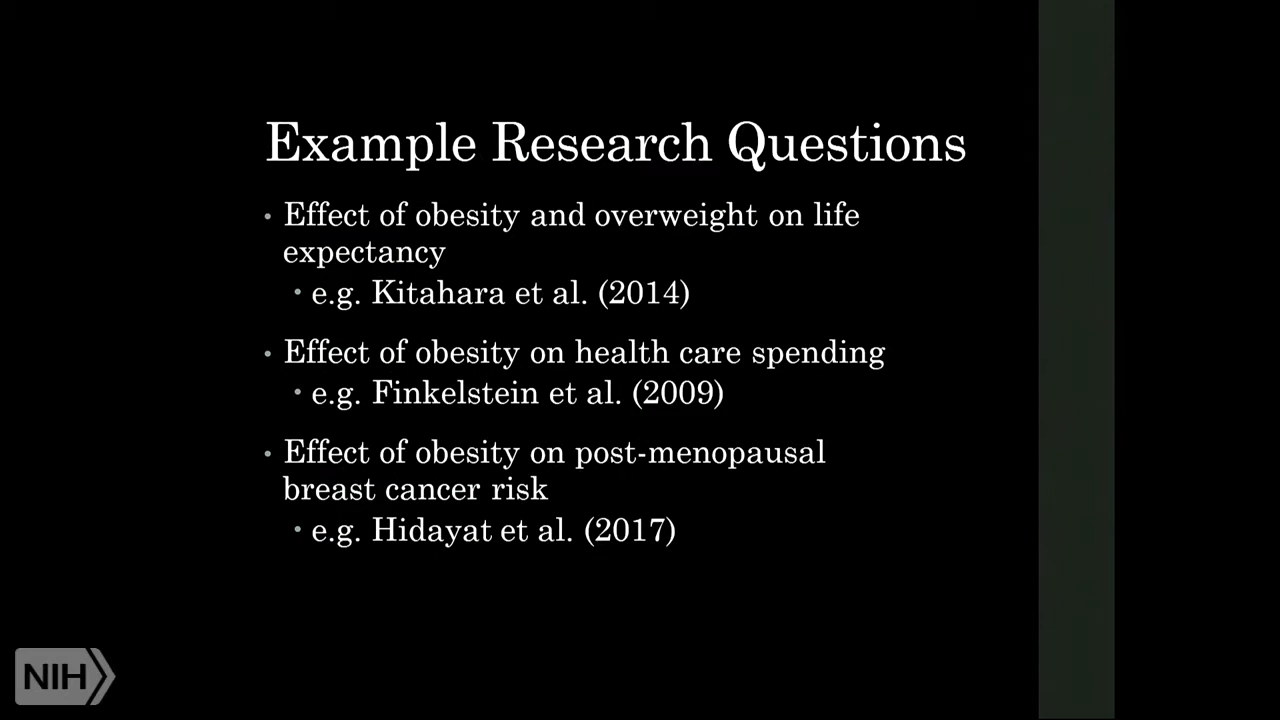 Example Research Questions
• Effect of obesity and overweight on life
expectancy
• e.g. Kitahara et al. (2014)
• Effect of obesity on health care spending
• e.g. Finkelstein et al. (2009)
• Effect of obesity on post-menopausal
breast cancer risk
• e.g. Hidayat et al. (2017)
NIH